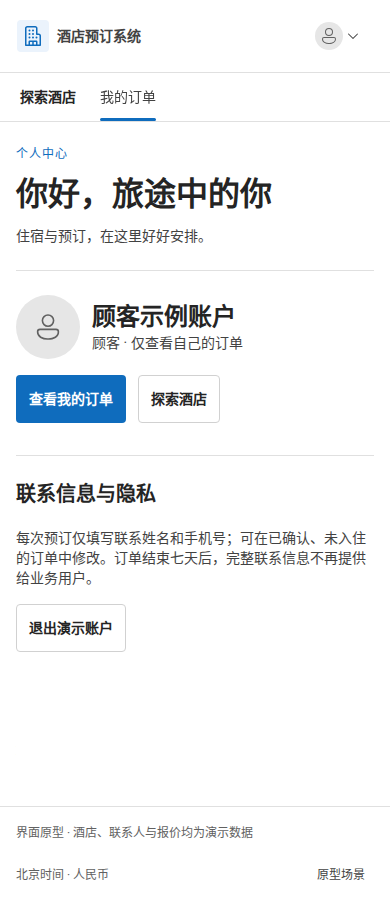 酒店预订系统
探索酒店 我的订单
个人中心
你好，旅途中的你
住宿与预订，在这里好好安排。
顾客示例账户
顾客 · 仅查看自己的订单
查看我的订单 探索酒店
联系信息与隐私
每次预订仅填写联系姓名和手机号；可在已确认、未入住
的订单中修改。订单结束七天后，完整联系信息不再提供
给业务用户。
退出演示账户
界面原型 · 酒店、联系人与报价均为演示数据
北京时间 · 人民币 原型场景